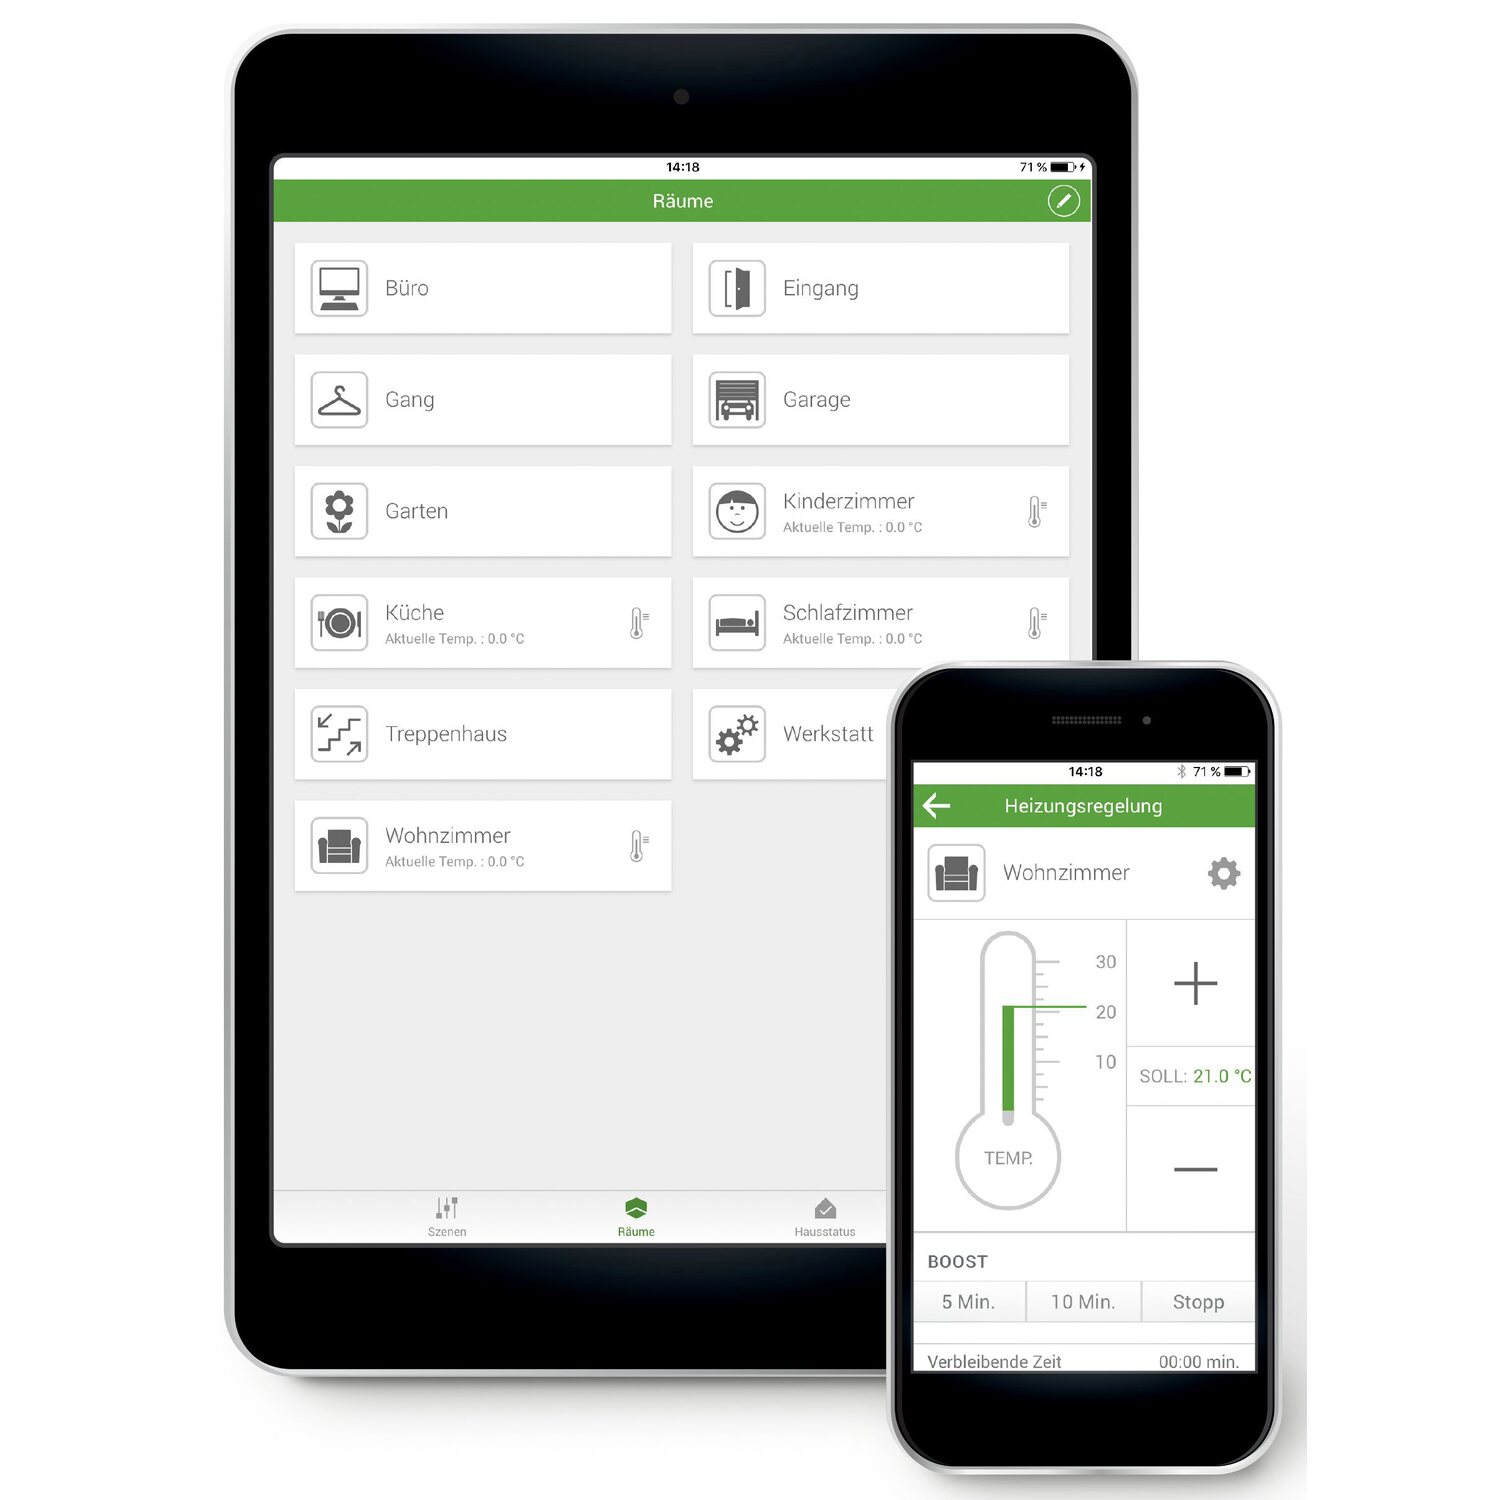 14:18
71 %
Räume
Büro
Eingang
Gang
Garage
Garten
Kinderzimmer
Aktuelle Temp. : 0.0 °C
Küche
Aktuelle Temp. : 0.0 °C
Schlafzimmer
Aktuelle Temp. : 0.0 °C
Treppenhaus
Werkstatt
Wohnzimmer
Aktuelle Temp. : 0.0 °C
Szenen
Räume
Hausstatus
14:18
71 %
Heizungsregelung
Wohnzimmer
30
20
10
TEMP.
SOLL: 21.0 °C
BOOST
5 Min.
10 Min.
Stopp
Verbleibende Zeit
00:00 min.